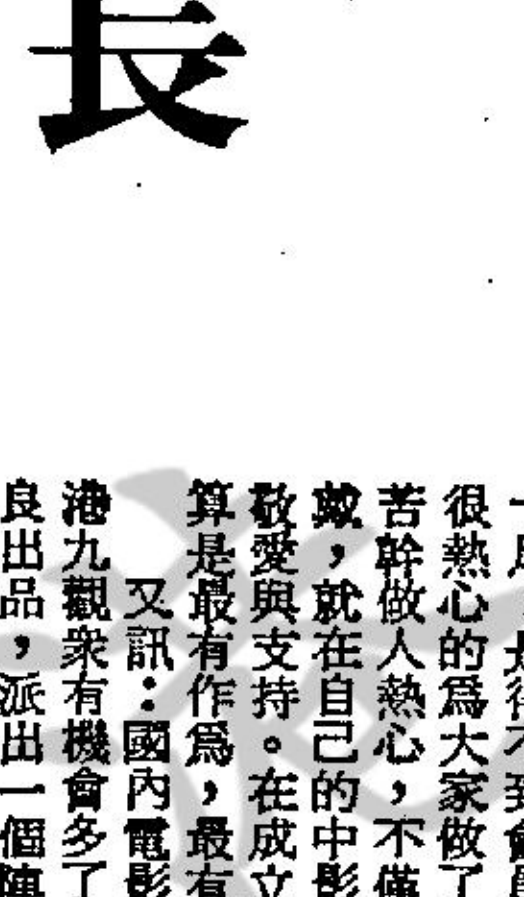 長
很熱心的爲大家做了
苦幹做人熱心，不僅
戴，就在自己的中影
敬愛與支持。在成立
算是最有作爲，最有
又訊：國內電影
港九觀衆有機會多了
良出品，派出一個陣